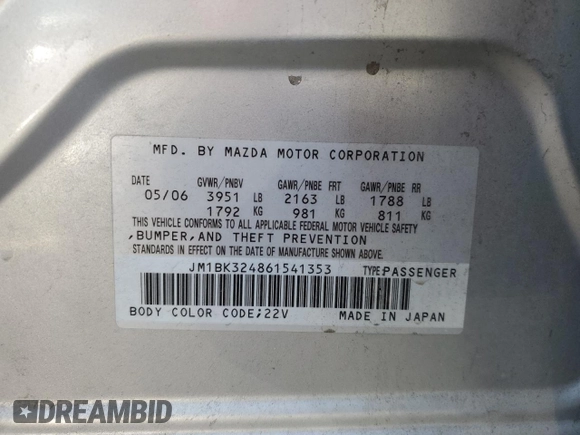 MFD. BY MAZDA MOTOR CORPORATION
GVWR/PNBV GAWR/PNBE FRT GAWR/PNBE RR
05/06 3951 LB 2163 LB 1788 LB
1792 KG 981 KG 811 KG
THIS VEHICLE CONFORMS TO ALL APPLICABLE FEDERAL MOTOR VEHICLE SAFETY
,BUMPER,AND THEFT PREVENTION
STANDARDS IN EFFECT ON THE DATE OF MANUFACTURE SHOWN ABOVE.
JM1BK324861541353 TYPE:PASSENGER
BODY COLOR CODE;22V MADE IN JAPAN
DREAMBID